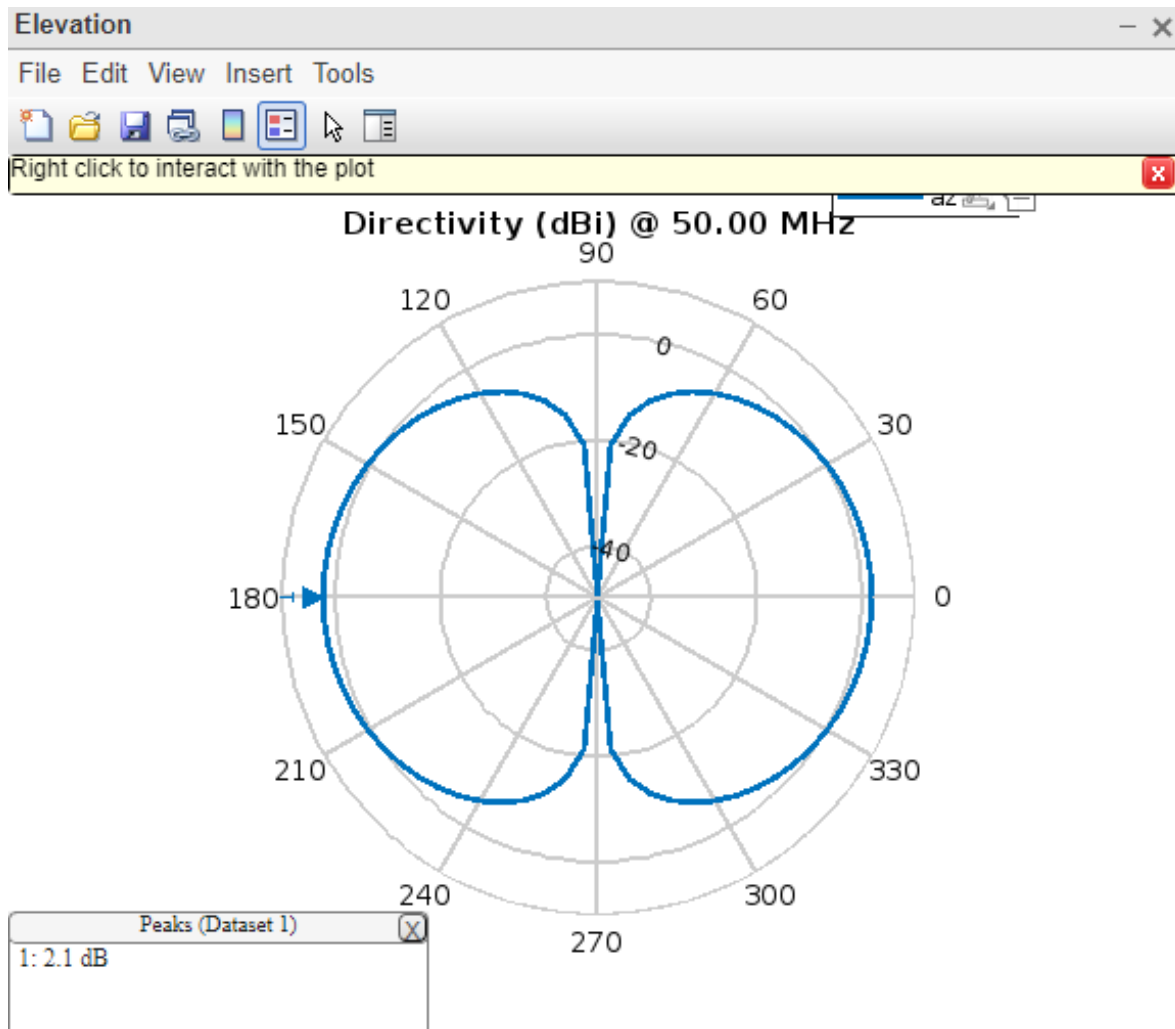 Elevation
File Edit View Insert Tools
Right click to interact with the plot
az
Directivity (dBi) @ 50.00 MHz
90
120 60
0
150 30
-20
-40
180 0
210 330
240 300
270
Peaks (Dataset 1)
1: 2.1 dB